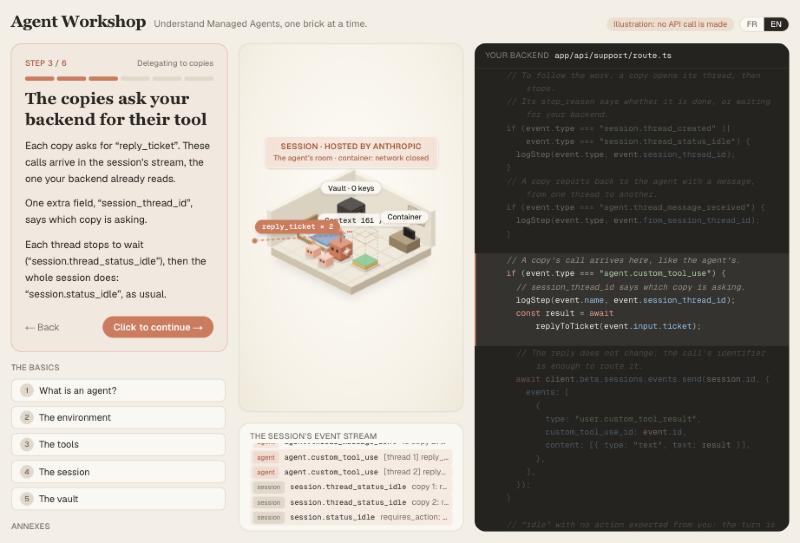 Agent Workshop
Understand Managed Agents, one brick at a time.
Illustration: no API call is made
FR
EN
STEP 3 / 6
Delegating to copies
The copies ask your
backend for their tool
Each copy asks for “reply_ticket”. These
calls arrive in the session's stream, the
one your backend already reads.
One extra field, “session_thread_id”,
says which copy is asking.
Each thread stops to wait
(“session.thread_status_idle”), then the
whole session does:
“session.status_idle”, as usual.
← Back
Click to continue →
THE BASICS
1 What is an agent?
2 The environment
3 The tools
4 The session
5 The vault
ANNEXES
SESSION · HOSTED BY ANTHROPIC
The agent's room · container: network closed
Vault · 0 keys
Container
reply_ticket × 2
THE SESSION'S EVENT STREAM
agent agent.custom_tool_use [thread 1] reply_…
agent agent.custom_tool_use [thread 2] reply…
session session.thread_status_idle copy 1: r…
session session.thread_status_idle copy 2: r…
session session.status_idle requires_action: …
YOUR BACKEND app/api/support/route.ts
// To follow the work: a copy opens its thread, then
stops.
// Its stop_reason says whether it is done, or waiting
for your backend.
if (event.type === "session.thread_created" ||
event.type === "session.thread_status_idle") {
logStep(event.type, event.session_thread_id);
}
// A copy reports back to the agent with a message,
from one thread to another.
if (event.type === "agent.thread_message_received") {
logStep(event.type, event.from_session_thread_id);
}
// A copy's call arrives here, like the agent's.
if (event.type === "agent.custom_tool_use") {
// session_thread_id says which copy is asking.
logStep(event.name, event.session_thread_id);
const result = await
replyToTicket(event.input.ticket);
// The reply does not change: the call's identifier
is enough to route it.
await client.beta.sessions.events.send(session.id, {
events: [
{
type: "user.custom_tool_result",
custom_tool_use_id: event.id,
content: [{ type: "text", text: result }],
},
],
});
}
// "idle" with no action expected from you: the turn is